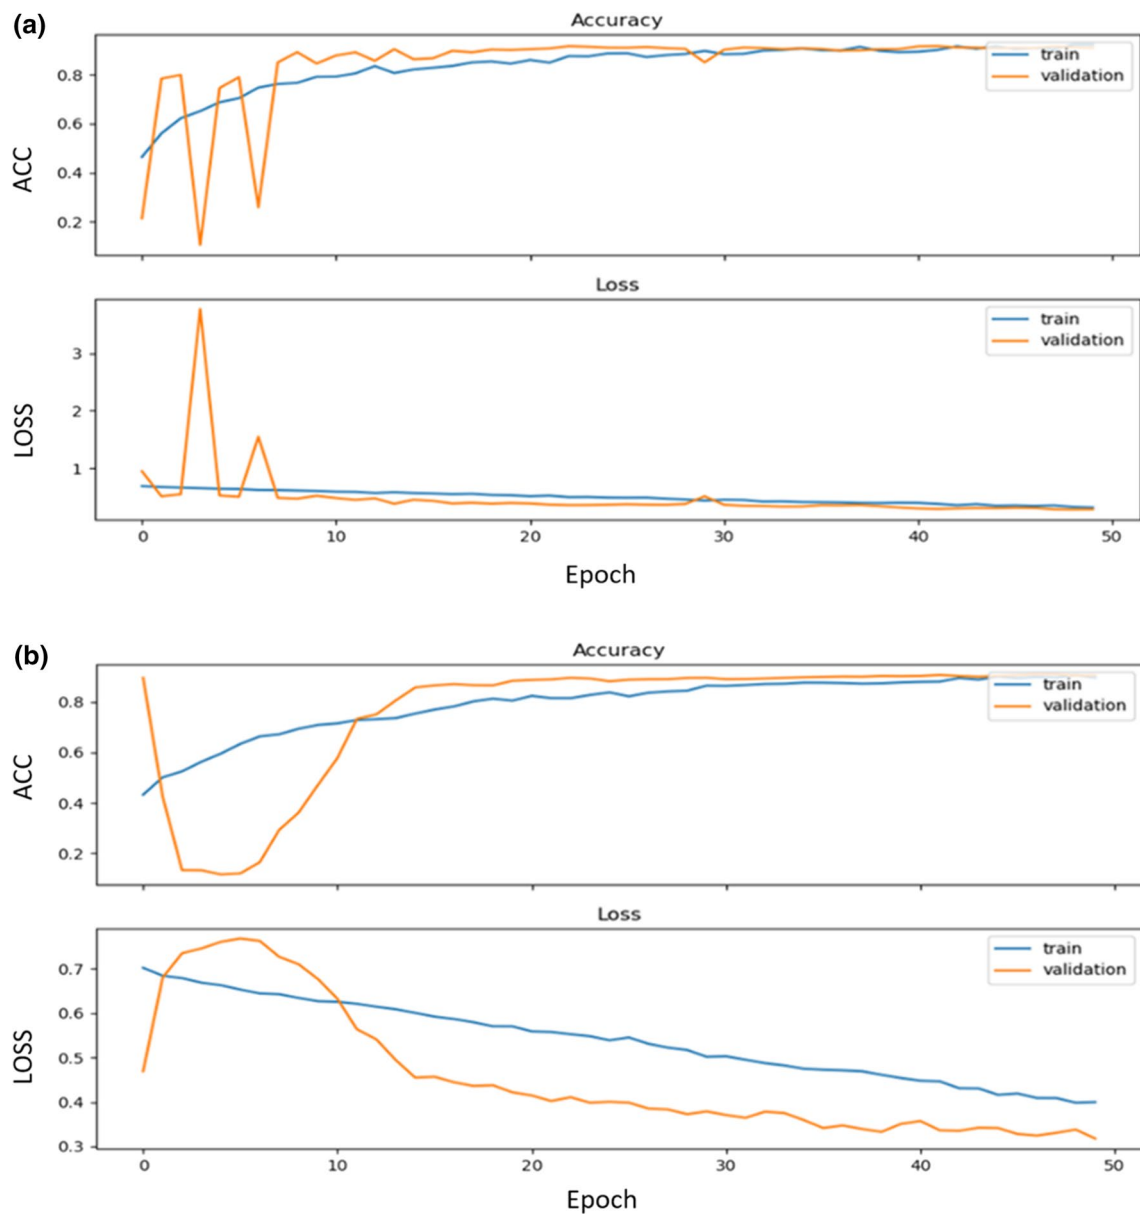 (a)
Accuracy
ACC
0.8
0.6
0.4
0.2
train
validation
Loss
LOSS
3
2
1
train
validation
0 10 20 30 40 50
Epoch
(b)
Accuracy
ACC
0.8
0.6
0.4
0.2
train
validation
Loss
LOSS
0.7
0.6
0.5
0.4
0.3
train
validation
0 10 20 30 40 50
Epoch